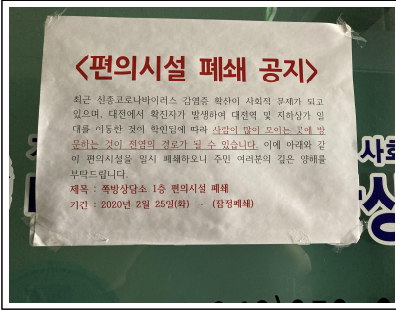 <편의시설 폐쇄 공지>
최근 신종코로나바이러스 감염증 확산이 사회적 문제가 되고
있으며, 대전에서 확진자가 발생하여 대전역 및 지하상가 일
대를 이동한 것이 확인됨에 따라 사람이 많이 모이는 곳에 방
문하는 것이 전염의 경로가 될 수 있습니다. 이에 아래와 같
이 편의시설을 일시 폐쇄하오니 주민 여러분의 깊은 양해를
부탁드립니다.
제목 : 쪽방상담소 1층 편의시설 폐쇄
기간 : 2020년 2월 25일(화) - (잠정폐쇄)
사회